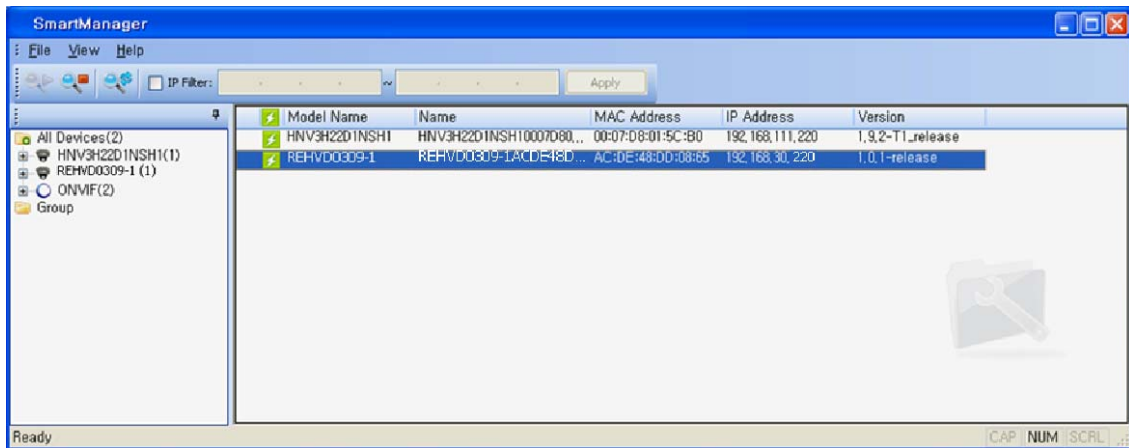 SmartManager
File View Help
IP Filter: . . . ~ . . . Apply
All Devices(2)
HNV3H22D1NSH1(1)
REHVD0309-1 (1)
ONVIF(2)
Group
Model Name Name MAC Address IP Address Version
HNV3H22D1NSH1 HNV3H22D1NSH10007D80... 00:07:D8:01:5C:B0 192,168,111,220 1,9,2-T1_release
REHVD0309-1 REHVD0309-1ACDE48D... AC:DE:48:DD:08:65 192,168,30, 220 1,0,1-release
Ready
CAP NUM SCRL